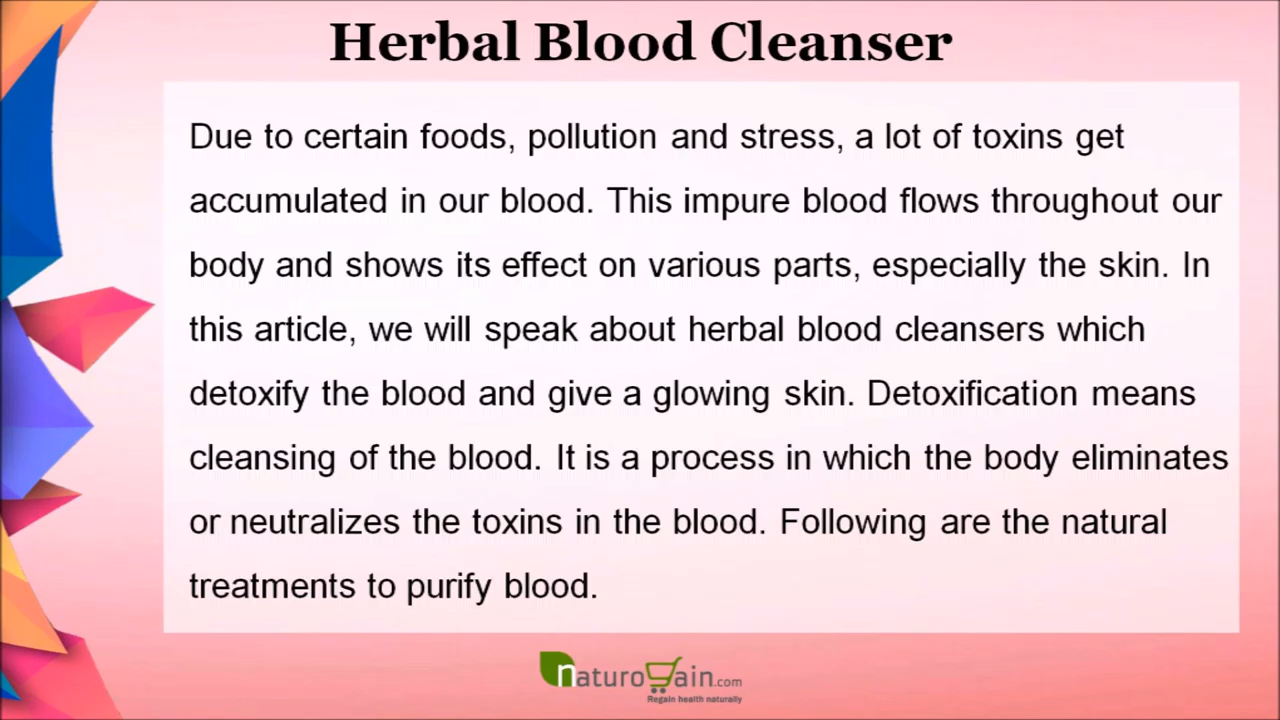 Herbal Blood Cleanser
Due to certain foods, pollution and stress, a lot of toxins get
accumulated in our blood. This impure blood flows throughout our
body and shows its effect on various parts, especially the skin. In
this article, we will speak about herbal blood cleansers which
detoxify the blood and give a glowing skin. Detoxification means
cleansing of the blood. It is a process in which the body eliminates
or neutralizes the toxins in the blood. Following are the natural
treatments to purify blood.
naturogain.com
Regain health naturally